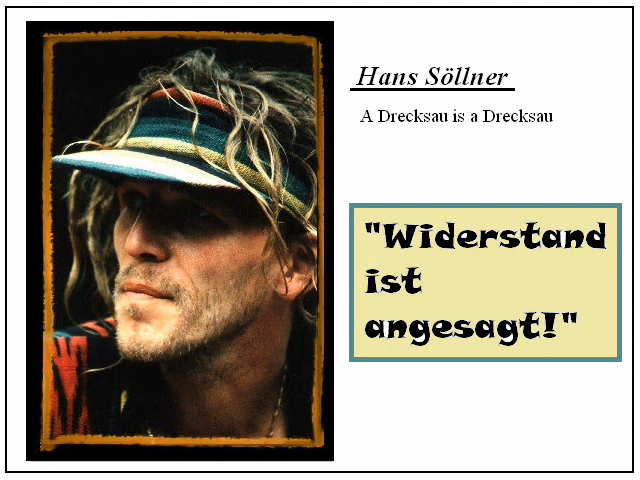 Hans Söllner
A Drecksau is a Drecksau
"Widerstand
ist
angesagt!"